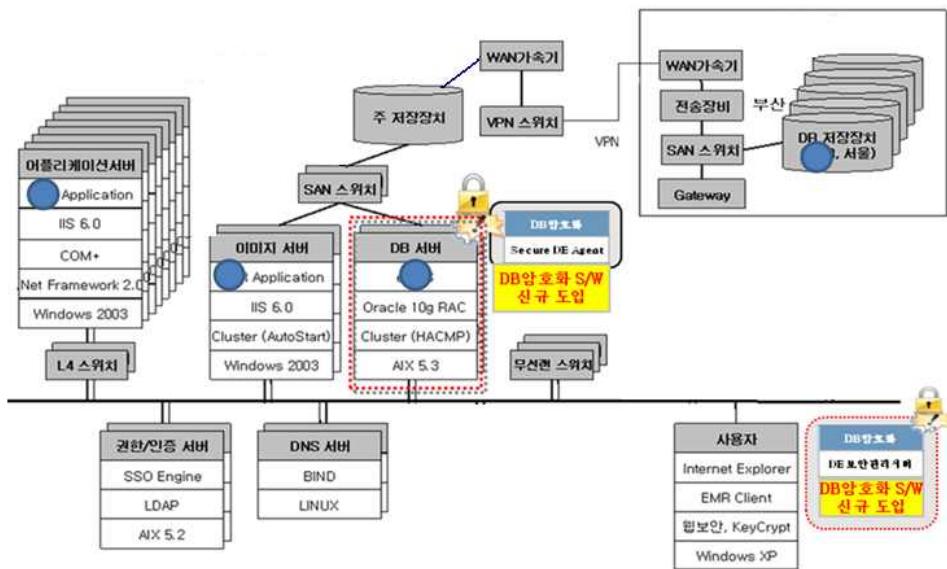 WAN가속기
VPN 스위치
주 저장장치
SAN 스위치
VPN
WAN가속기
전송장비
부산
SAN 스위치
DB 저장장치
서울)
Gateway
어플리케이션서버
Application
IIS 6.0
COM+
.Net Framework 2.0
Windows 2003
L4 스위치
이미지 서버
Application
IIS 6.0
Cluster (AutoStart)
Windows 2003
DB 서버
Oracle 10g RAC
Cluster (HACMP)
AIX 5.3
DB암호화
Secure DB Agent
DB암호화 S/W
신규 도입
무선랜 스위치
권한/인증 서버
SSO Engine
LDAP
AIX 5.2
DNS 서버
BIND
LINUX
사용자
Internet Explorer
EMR Client
웹보안, KeyCrypt
Windows XP
DB암호화
DB보안관리서버
DB암호화 S/W
신규 도입